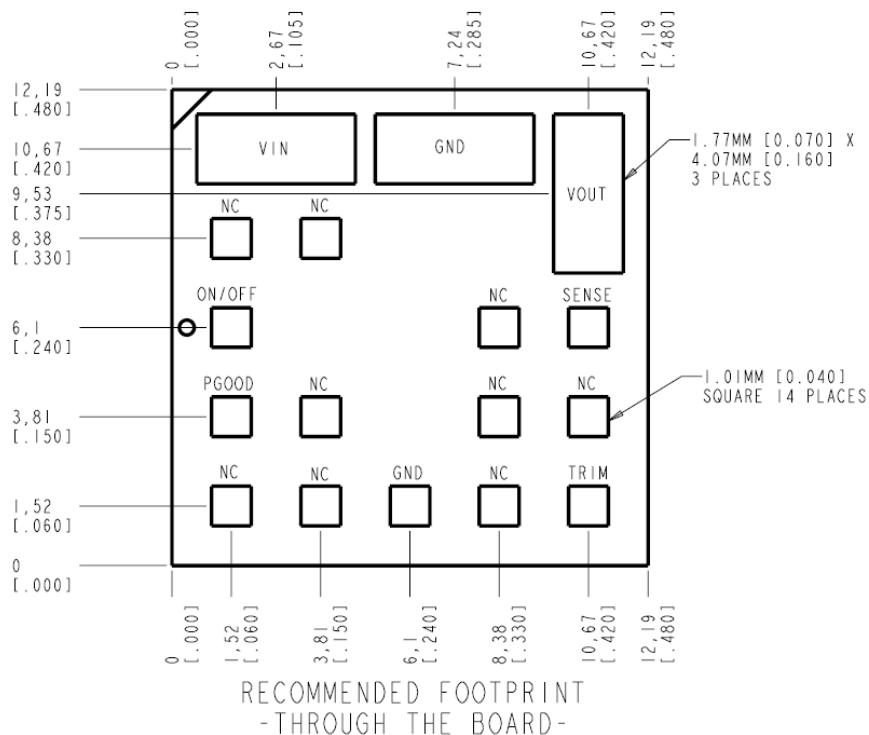 0
[.000]
2,67
[.105]
7,24
[.285]
10,67
[.420]
12,19
[.480]
12,19
[.480]
10,67
[.420]
9,53
[.375]
8,38
[.330]
6,1
[.240]
3,81
[.150]
1,52
[.060]
0
[.000]
VIN
GND
VOUT
1.77MM [0.070] X
4.07MM [0.160]
3 PLACES
NC
NC
ON/OFF
NC
SENSE
PGOOD
NC
NC
NC
1.01MM [0.040]
SQUARE 14 PLACES
NC
NC
GND
NC
TRIM
0
[.000]
1,52
[.060]
3,81
[.150]
6,1
[.240]
8,38
[.330]
10,67
[.420]
12,19
[.480]
RECOMMENDED FOOTPRINT
-THROUGH THE BOARD-